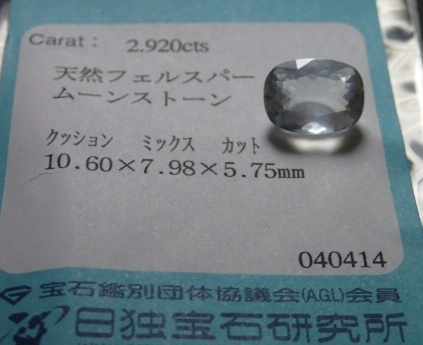 Carat: 2.920cts
天然フェルスパー
ムーンストーン
クッション ミックス カット
10.60×7.98×5.75mm
040414
宝石鑑別団体協議会(AGL)会員
日独宝石研究所